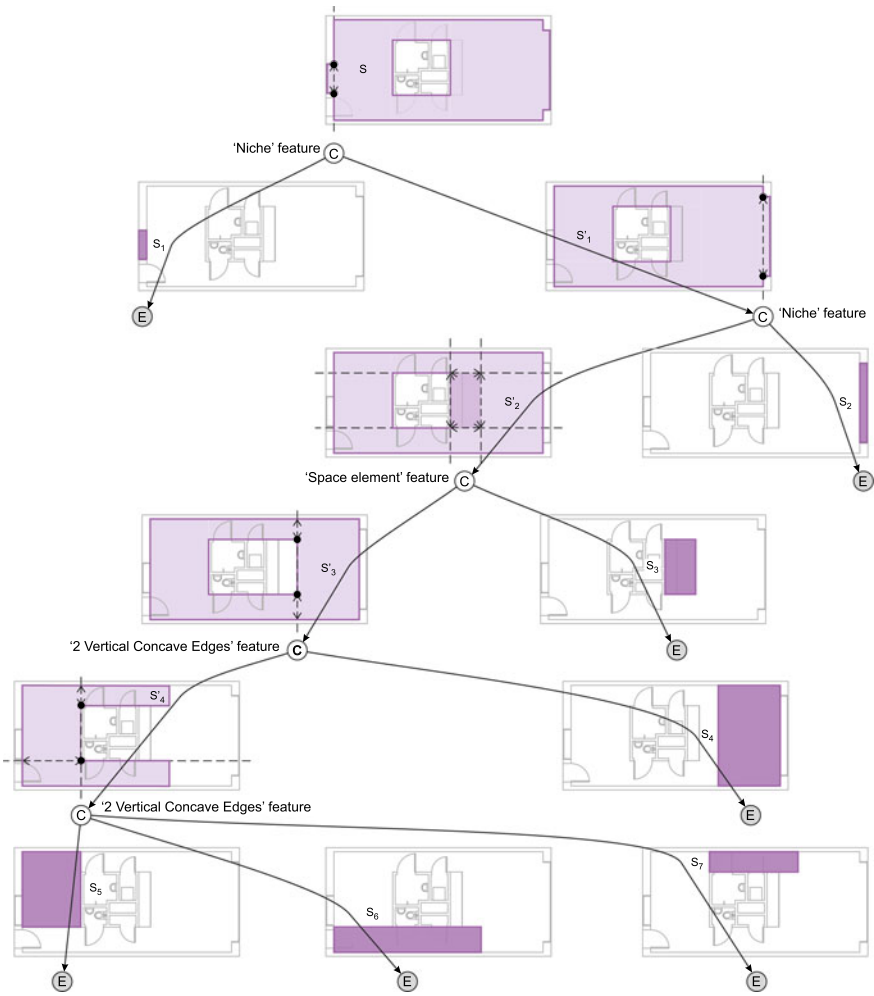 S
'Niche' feature
C
S₁
S'₁
E
C
'Niche' feature
S'₂
S₂
'Space element' feature
C
E
S'₃
S₃
'2 Vertical Concave Edges' feature
C
E
S'₄
S₄
'2 Vertical Concave Edges' feature
C
E
S₅
S₆
S₇
E
E
E